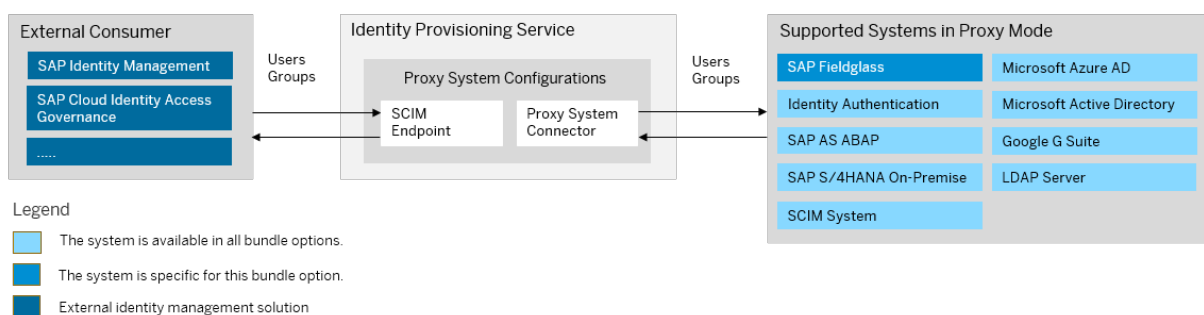 External Consumer
SAP Identity Management
SAP Cloud Identity Access
Governance
.....
Users
Groups
Identity Provisioning Service
Proxy System Configurations
SCIM
Endpoint
Proxy System
Connector
Users
Groups
Supported Systems in Proxy Mode
SAP Fieldglass
Identity Authentication
SAP AS ABAP
SAP S/4HANA On-Premise
SCIM System
Microsoft Azure AD
Microsoft Active Directory
Google G Suite
LDAP Server
Legend
The system is available in all bundle options.
The system is specific for this bundle option.
External identity management solution